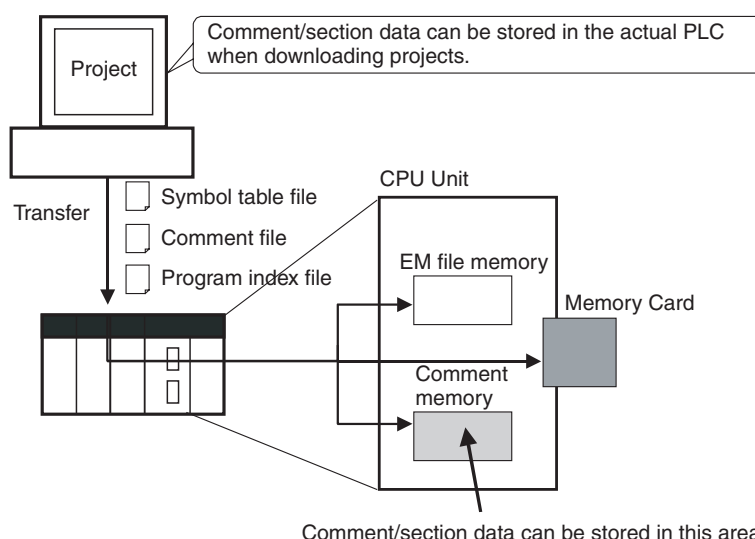 Comment/section data can be stored in the actual PLC
when downloading projects.
Project
CPU Unit
Transfer
Symbol table file
Comment file
Program index file
EM file memory
Memory Card
Comment
memory
Comment/section data can be stored in this area